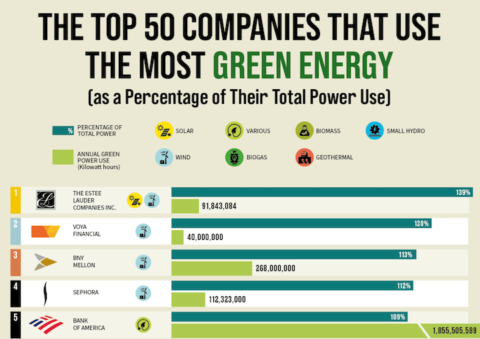 THE TOP 50 COMPANIES THAT USE
THE MOST GREEN ENERGY
(as a Percentage of Their Total Power Use)
% PERCENTAGE OF
TOTAL POWER
SOLAR
VARIOUS
BIOMASS
SMALL HYDRO
ANNUAL GREEN
POWER USE
(Kilowatt hours)
WIND
BIOGAS
GEOTHERMAL
1
THE ESTEE
LAUDER
COMPANIES INC.
139%
91,843,084
2
VOYA
FINANCIAL
120%
40,000,000
3
BNY
MELLON
113%
268,000,000
4
SEPHORA
112%
112,323,000
5
BANK
OF AMERICA
109%
1,855,505,589